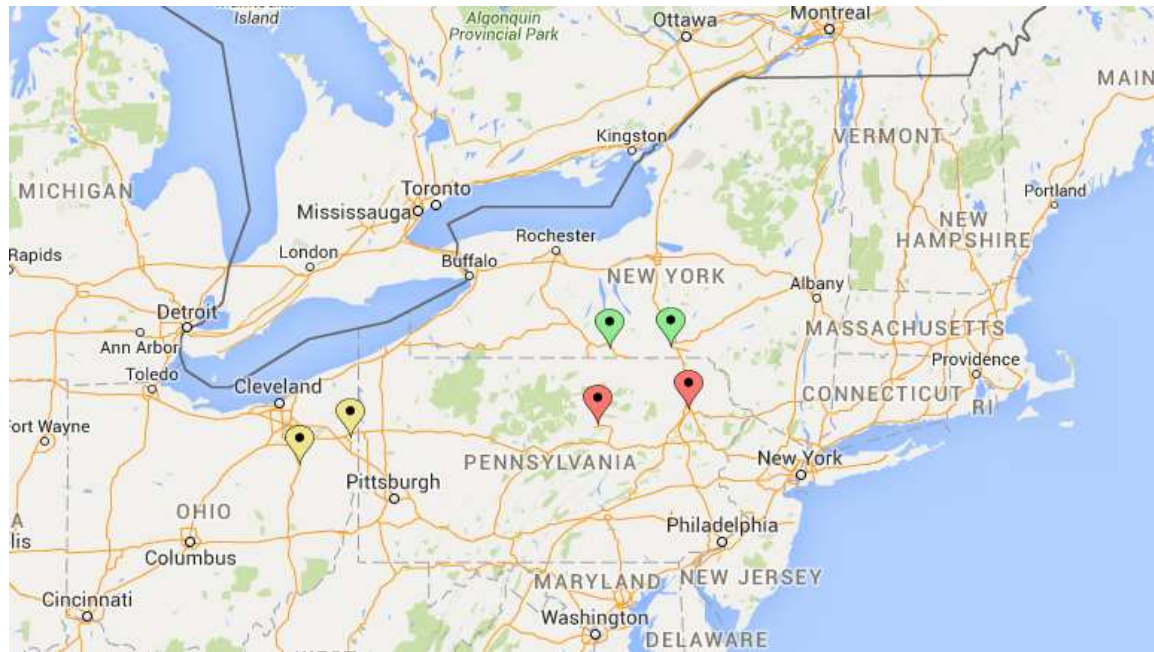 Island
Algonquin
Provincial Park
Ottawa
Montreal
MAIN
Kingston
VERMONT
MICHIGAN
Toronto
Mississauga
Portland
NEW
HAMPSHIRE
Rapids
London
Rochester
Buffalo
NEW YORK
Albany
Detroit
Ann Arbor
MASSACHUSETTS
Providence
Toledo
Cleveland
CONNECTICUT
RI
Fort Wayne
PENNSYLVANIA
New York
Pittsburgh
OHIO
A
lis
Columbus
Philadelphia
MARYLAND
NEW JERSEY
Cincinnati
Washington
DELAWARE